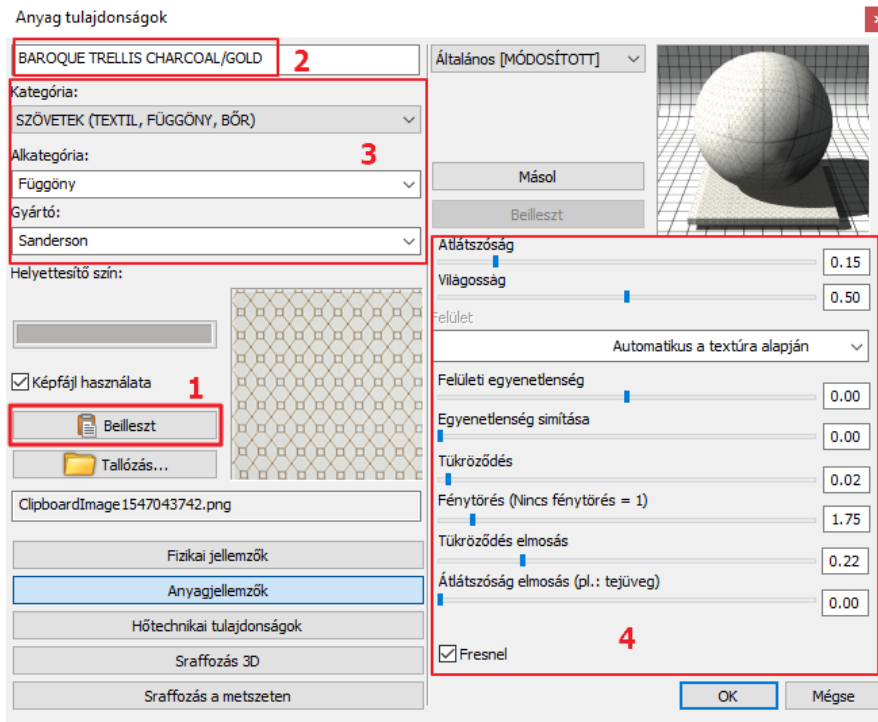 Anyag tulajdonságok
BAROQUE TRELLIS CHARCOAL/GOLD
2
Kategória:
SZÖVETEK (TEXTIL, FÜGGÖNY, BŐR)
3
Alkategória:
Függöny
Gyártó:
Sanderson
Helyettesítő szín:
Képfájl használata
1
Beilleszt
Tallózás...
ClipboardImage1547043742.png
Fizikai jellemzők
Anyagjellemzők
Hőtechnikai tulajdonságok
Sraffozás 3D
Sraffozás a metszeten
Általános [MÓDOSÍTOTT]
Másol
Beilleszt
Átlátszóság
0.15
Világosság
0.50
Felület
Automatikus a textúra alapján
Felületi egyenetlenség
0.00
Egyenetlenség simítása
0.00
Tükröződés
0.02
Fénytörés (Nincs fénytörés = 1)
1.75
Tükröződés elmosás
0.22
Átlátszóság elmosás (pl.: tejüveg)
0.00
4
Fresnel
OK
Mégse